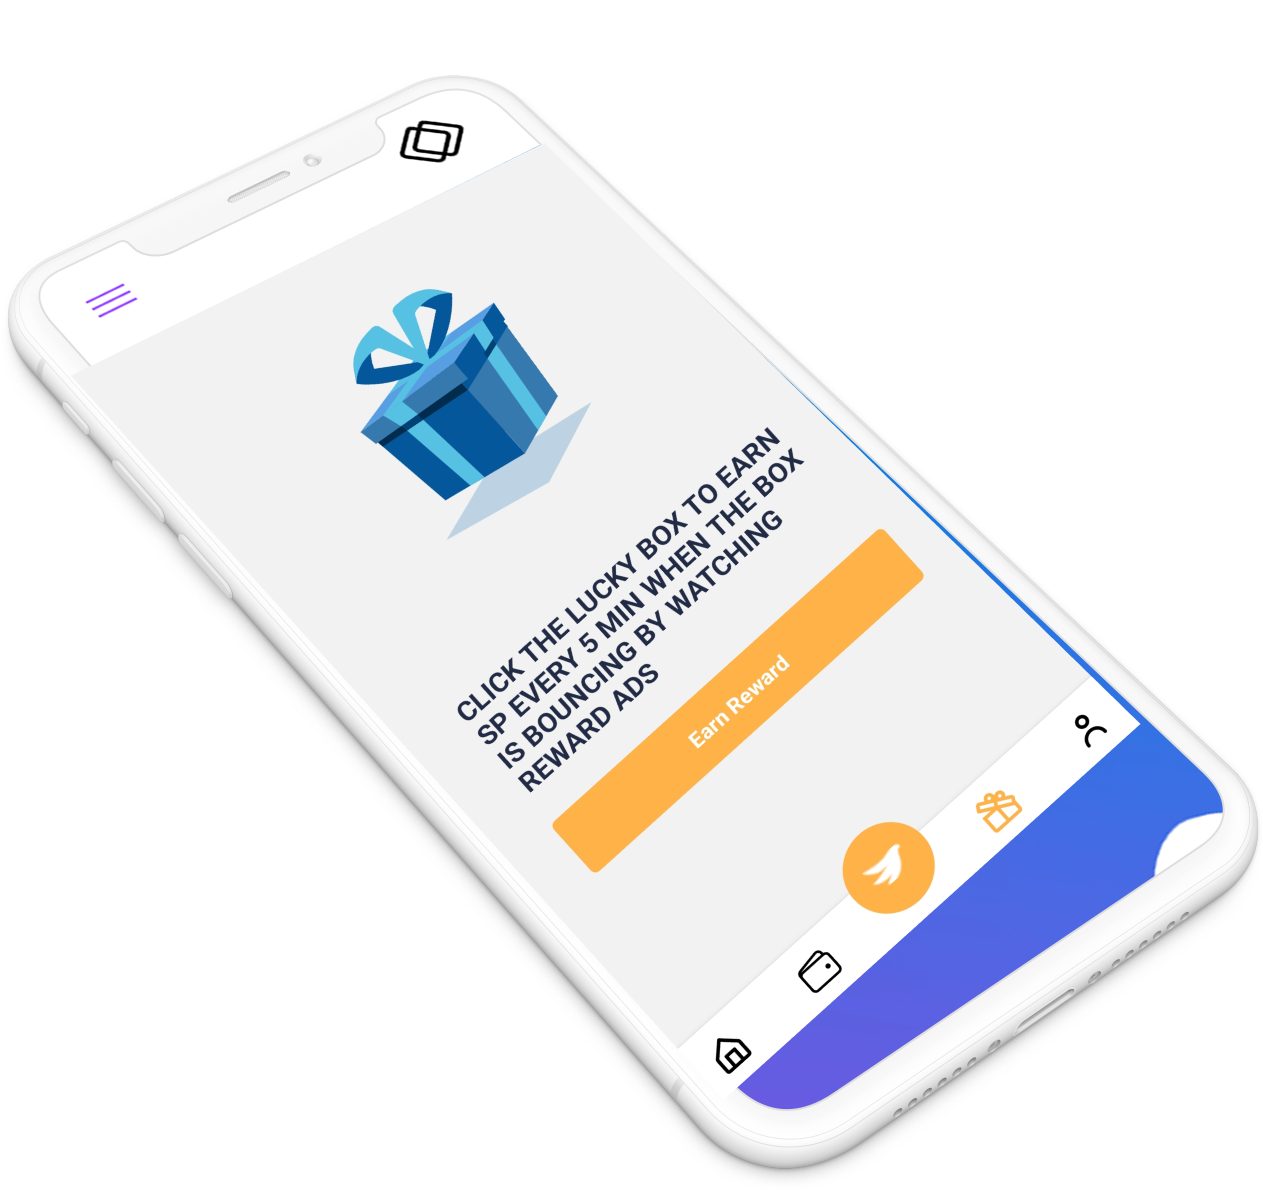 CLICK THE LUCKY BOX TO EARN
SP EVERY 5 MIN WHEN THE BOX
IS BOUNCING BY WATCHING
REWARD ADS
Earn Reward